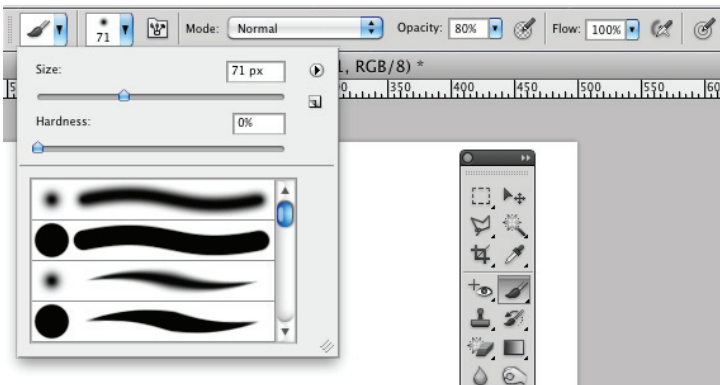 71 Mode: Normal Opacity: 80% Flow: 100%
Size: 71 px
1, RGB/8) *
350 400 450 500 550
Hardness: 0%